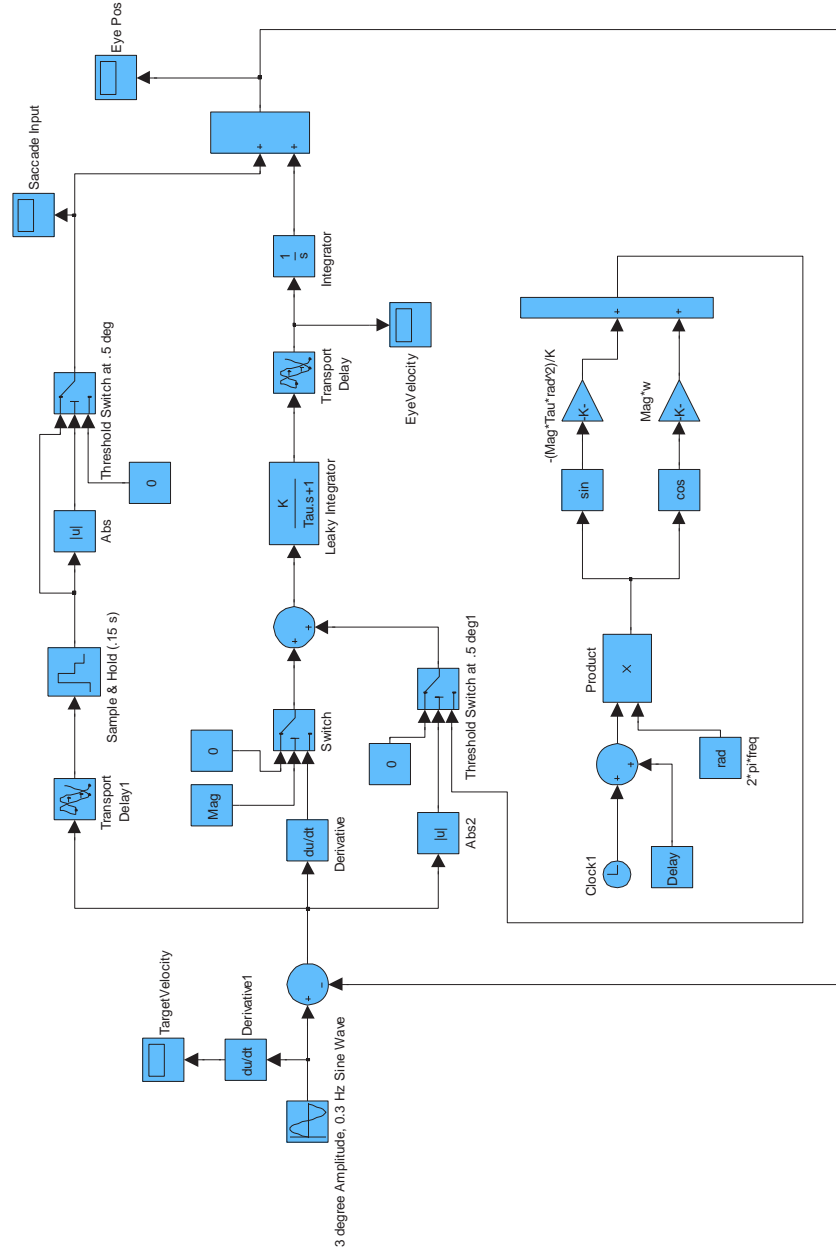 Eye Pos
Saccade Input
Threshold Switch at .5 deg
0
|u|
Abs
Sample & Hold (.15 s)
Transport
Delay1
+
+
1
s
Integrator
Transport
Delay
EyeVelocity
K
Tau.s+1
Leaky Integrator
+
+
0
Mag
Switch
du/dt
Derivative
0
Threshold Switch at .5 deg1
|u|
Abs2
TargetVelocity
du/dt
Derivative1
+
-
3 degree Amplitude, 0.3 Hz Sine Wave
+
+
-(Mag*Tau*rad^2)/K
-K-
Mag*w
-K-
sin
cos
Product
×
rad
2*pi*freq
+
+
Clock1
Delay